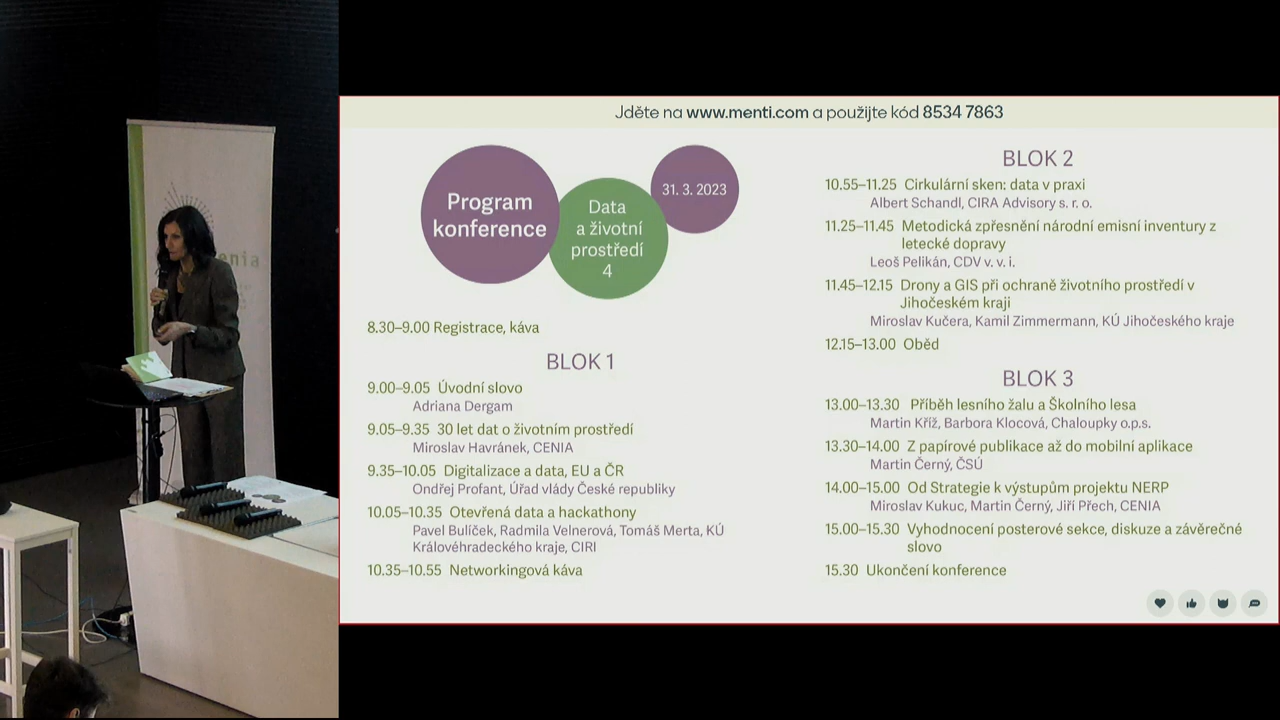 Jděte na www.menti.com a použijte kód 8534 7863
Program
konference
Data
a životní
prostředí
4
31. 3. 2023
8.30–9.00 Registrace, káva
BLOK 1
9.00–9.05 Úvodní slovo
Adriana Dergam
9.05–9.35 30 let dat o životním prostředí
Miroslav Havránek, CENIA
9.35–10.05 Digitalizace a data, EU a ČR
Ondřej Profant, Úřad vlády České republiky
10.05–10.35 Otevřená data a hackathony
Pavel Bulíček, Radmila Velnerová, Tomáš Merta, KÚ
Královéhradeckého kraje, CIRI
10.35–10.55 Networkingová káva
BLOK 2
10.55–11.25 Cirkulární sken: data v praxi
Albert Schandl, CIRA Advisory s. r. o.
11.25–11.45 Metodická zpřesnění národní emisní inventury z
letecké dopravy
Leoš Pelikán, CDV v. v. i.
11.45–12.15 Drony a GIS při ochraně životního prostředí v
Jihočeském kraji
Miroslav Kučera, Kamil Zimmermann, KÚ Jihočeského kraje
12.15–13.00 Oběd
BLOK 3
13.00–13.30 Příběh lesního žalu a Školního lesa
Martin Kříž, Barbora Klocová, Chaloupky o.p.s.
13.30–14.00 Z papírové publikace až do mobilní aplikace
Martin Černý, ČSÚ
14.00–15.00 Od Strategie k výstupům projektu NERP
Miroslav Kukuc, Martin Černý, Jiří Přech, CENIA
15.00–15.30 Vyhodnocení posterové sekce, diskuze a závěrečné
slovo
15.30 Ukončení konference
enia